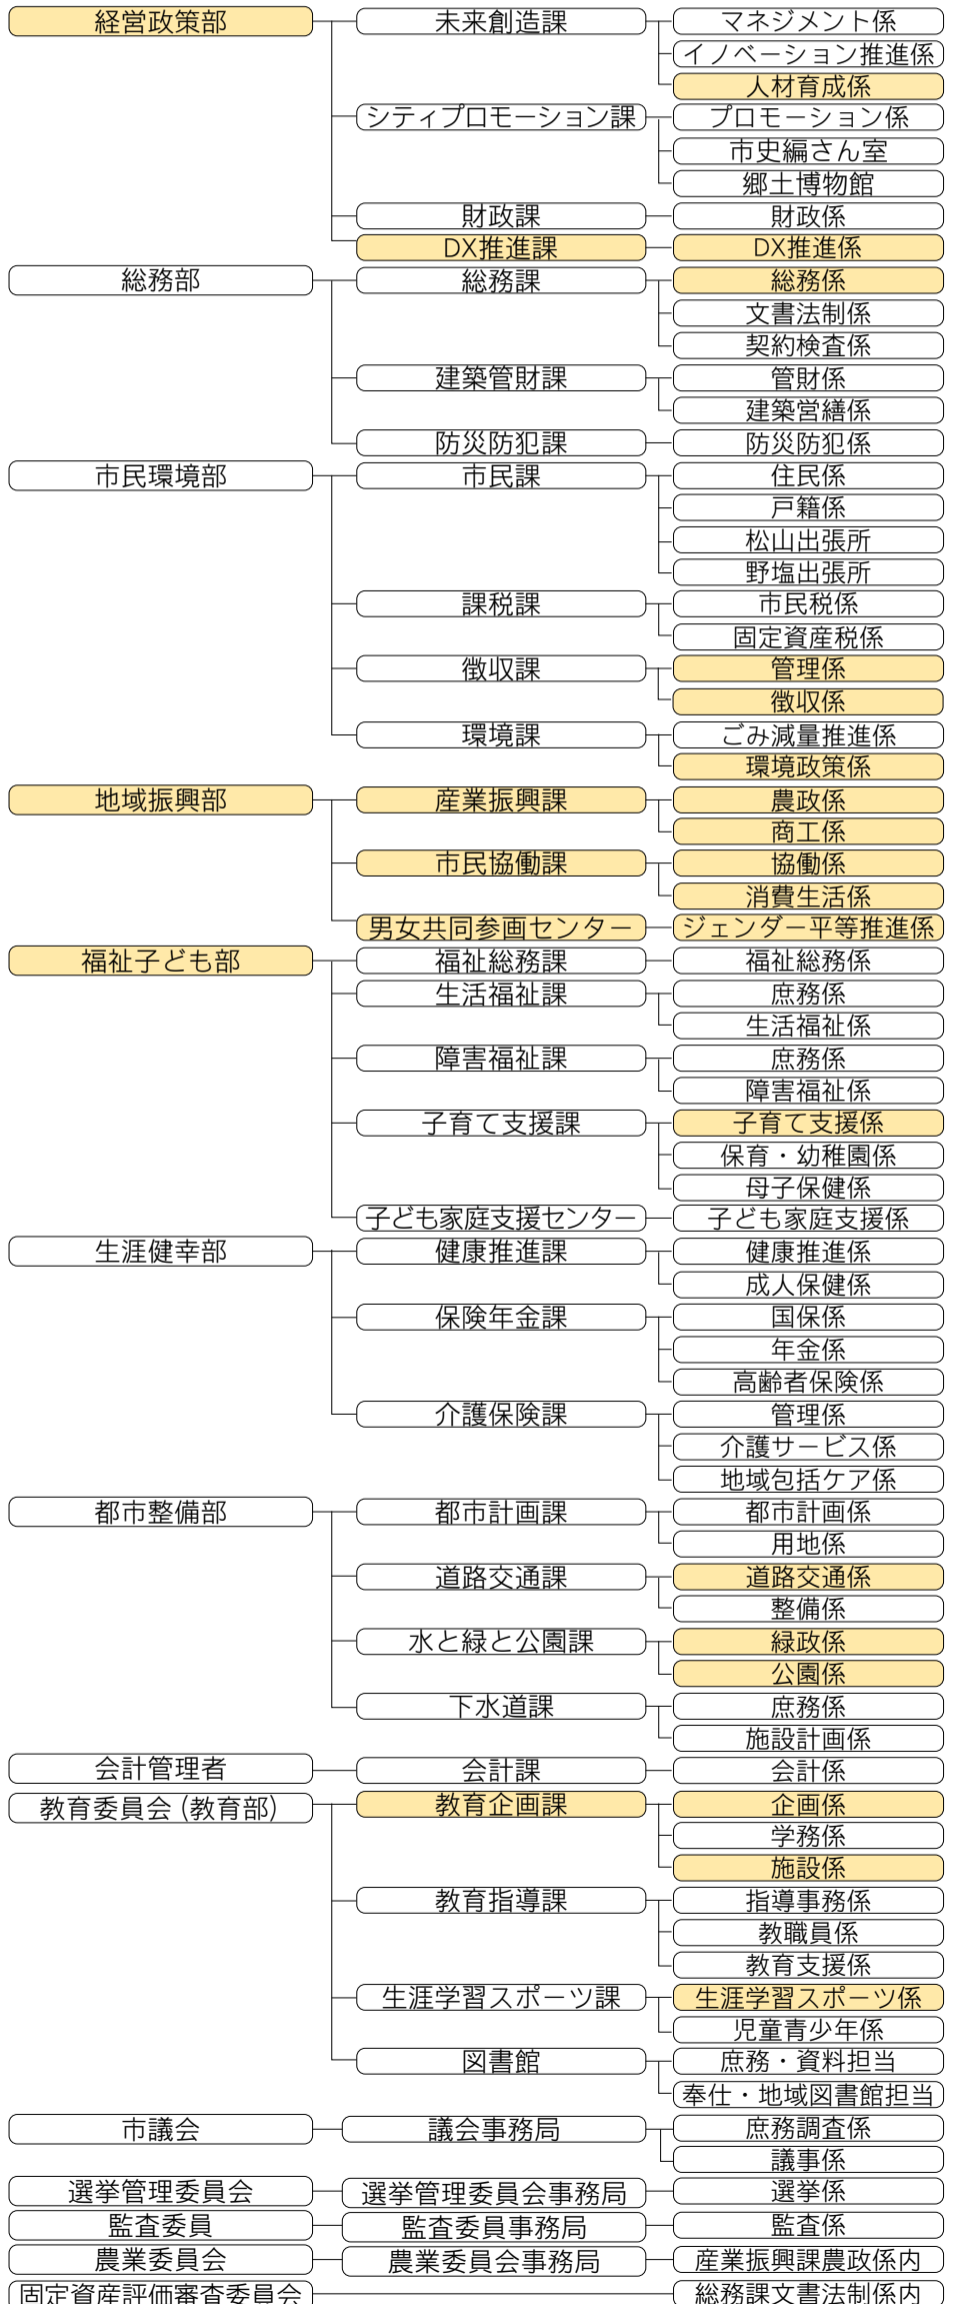 経営政策部 未来創造課 マネジメント係
イノベーション推進係
人材育成係
シティプロモーション課 プロモーション係
市史編さん室
郷土博物館
財政課 財政係
DX推進課 DX推進係
総務部 総務課 総務係
文書法制係
契約検査係
建築管財課 管財係
建築営繕係
防災防犯課 防災防犯係
市民環境部 市民課 住民係
戸籍係
松山出張所
野塩出張所
課税課 市民税係
固定資産税係
徴収課 管理係
徴収係
環境課 ごみ減量推進係
環境政策係
地域振興部 産業振興課 農政係
商工係
市民協働課 協働係
消費生活係
男女共同参画センター ジェンダー平等推進係
福祉子ども部 福祉総務課 福祉総務係
生活福祉課 庶務係
生活福祉係
障害福祉課 庶務係
障害福祉係
子育て支援課 子育て支援係
保育・幼稚園係
母子保健係
子ども家庭支援センター 子ども家庭支援係
生涯健幸部 健康推進課 健康推進係
成人保健係
保険年金課 国保係
年金係
高齢者保険係
介護保険課 管理係
介護サービス係
地域包括ケア係
都市整備部 都市計画課 都市計画係
用地係
道路交通課 道路交通係
整備係
水と緑と公園課 緑政係
公園係
下水道課 庶務係
施設計画係
会計管理者 会計課 会計係
教育委員会（教育部） 教育企画課 企画係
学務係
施設係
教育指導課 指導事務係
教職員係
教育支援係
生涯学習スポーツ課 生涯学習スポーツ係
児童青少年係
図書館 庶務・資料担当
奉仕・地域図書館担当
市議会 議会事務局 庶務調査係
議事係
選挙管理委員会 選挙管理委員会事務局 選挙係
監査委員 監査委員事務局 監査係
農業委員会 農業委員会事務局 産業振興課農政係内
固定資産評価審査委員会 総務課文書法制係内